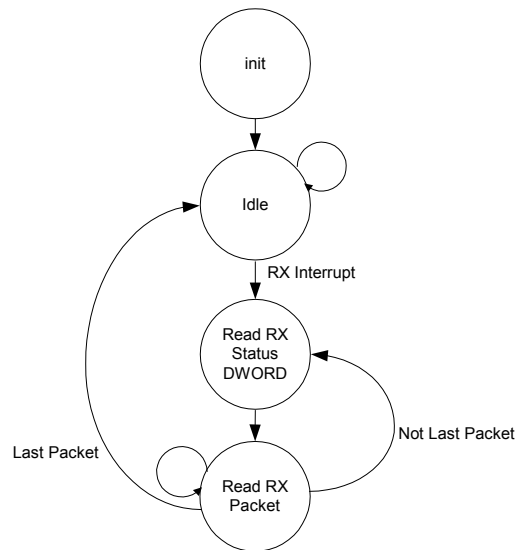 init
Idle
RX Interrupt
Read RX
Status
DWORD
Not Last Packet
Last Packet
Read RX
Packet